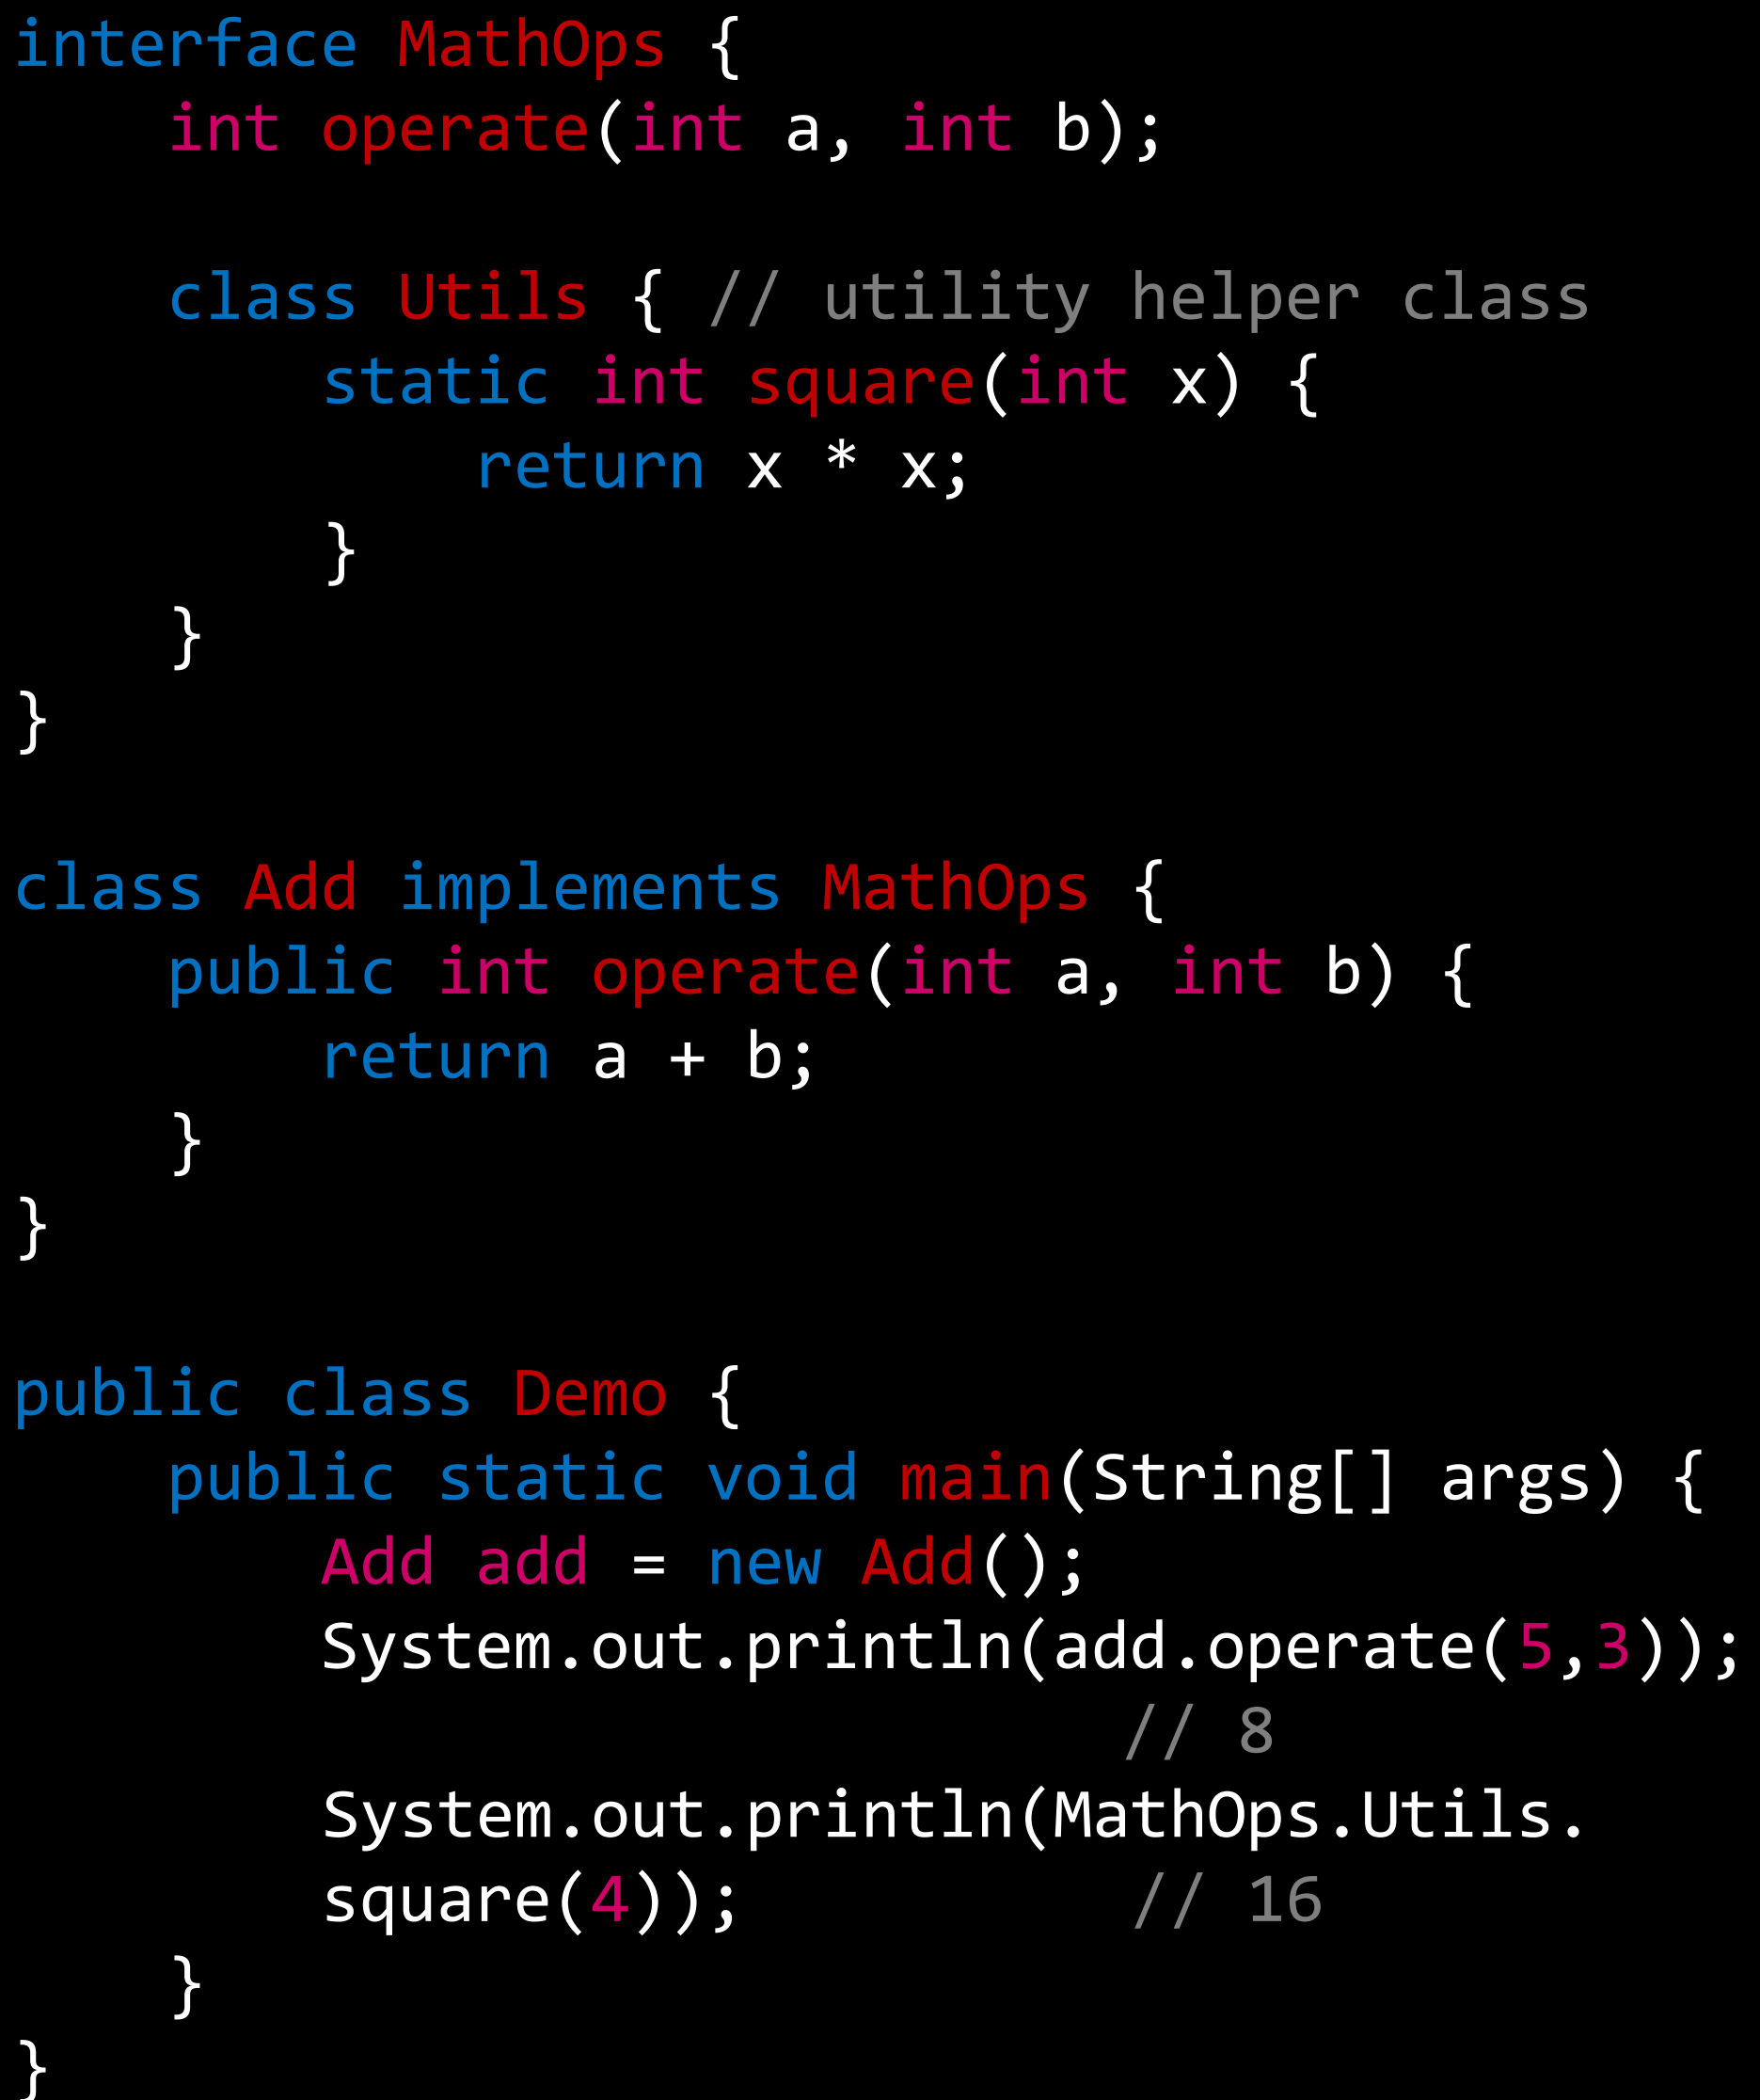 interface MathOps {
    int operate(int a, int b);

    class Utils { // utility helper class
        static int square(int x) {
            return x * x;
        }
    }
}

class Add implements MathOps {
    public int operate(int a, int b) {
        return a + b;
    }
}

public class Demo {
    public static void main(String[] args) {
        Add add = new Add();
        System.out.println(add.operate(5,3));
                             // 8
        System.out.println(MathOps.Utils.
        square(4));          // 16
    }
}